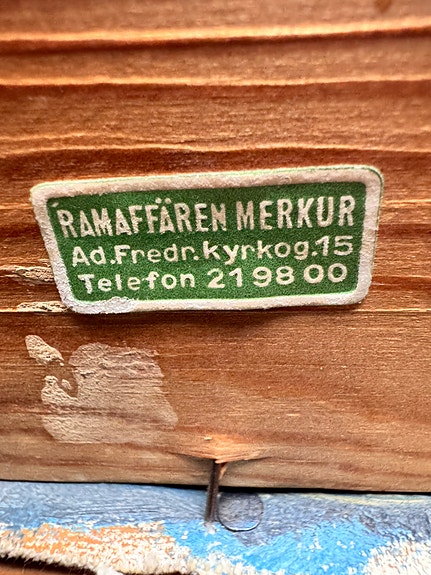 RAMAFFÄREN MERKUR
Ad.Fredr.kyrkog.15
Telefon 219800